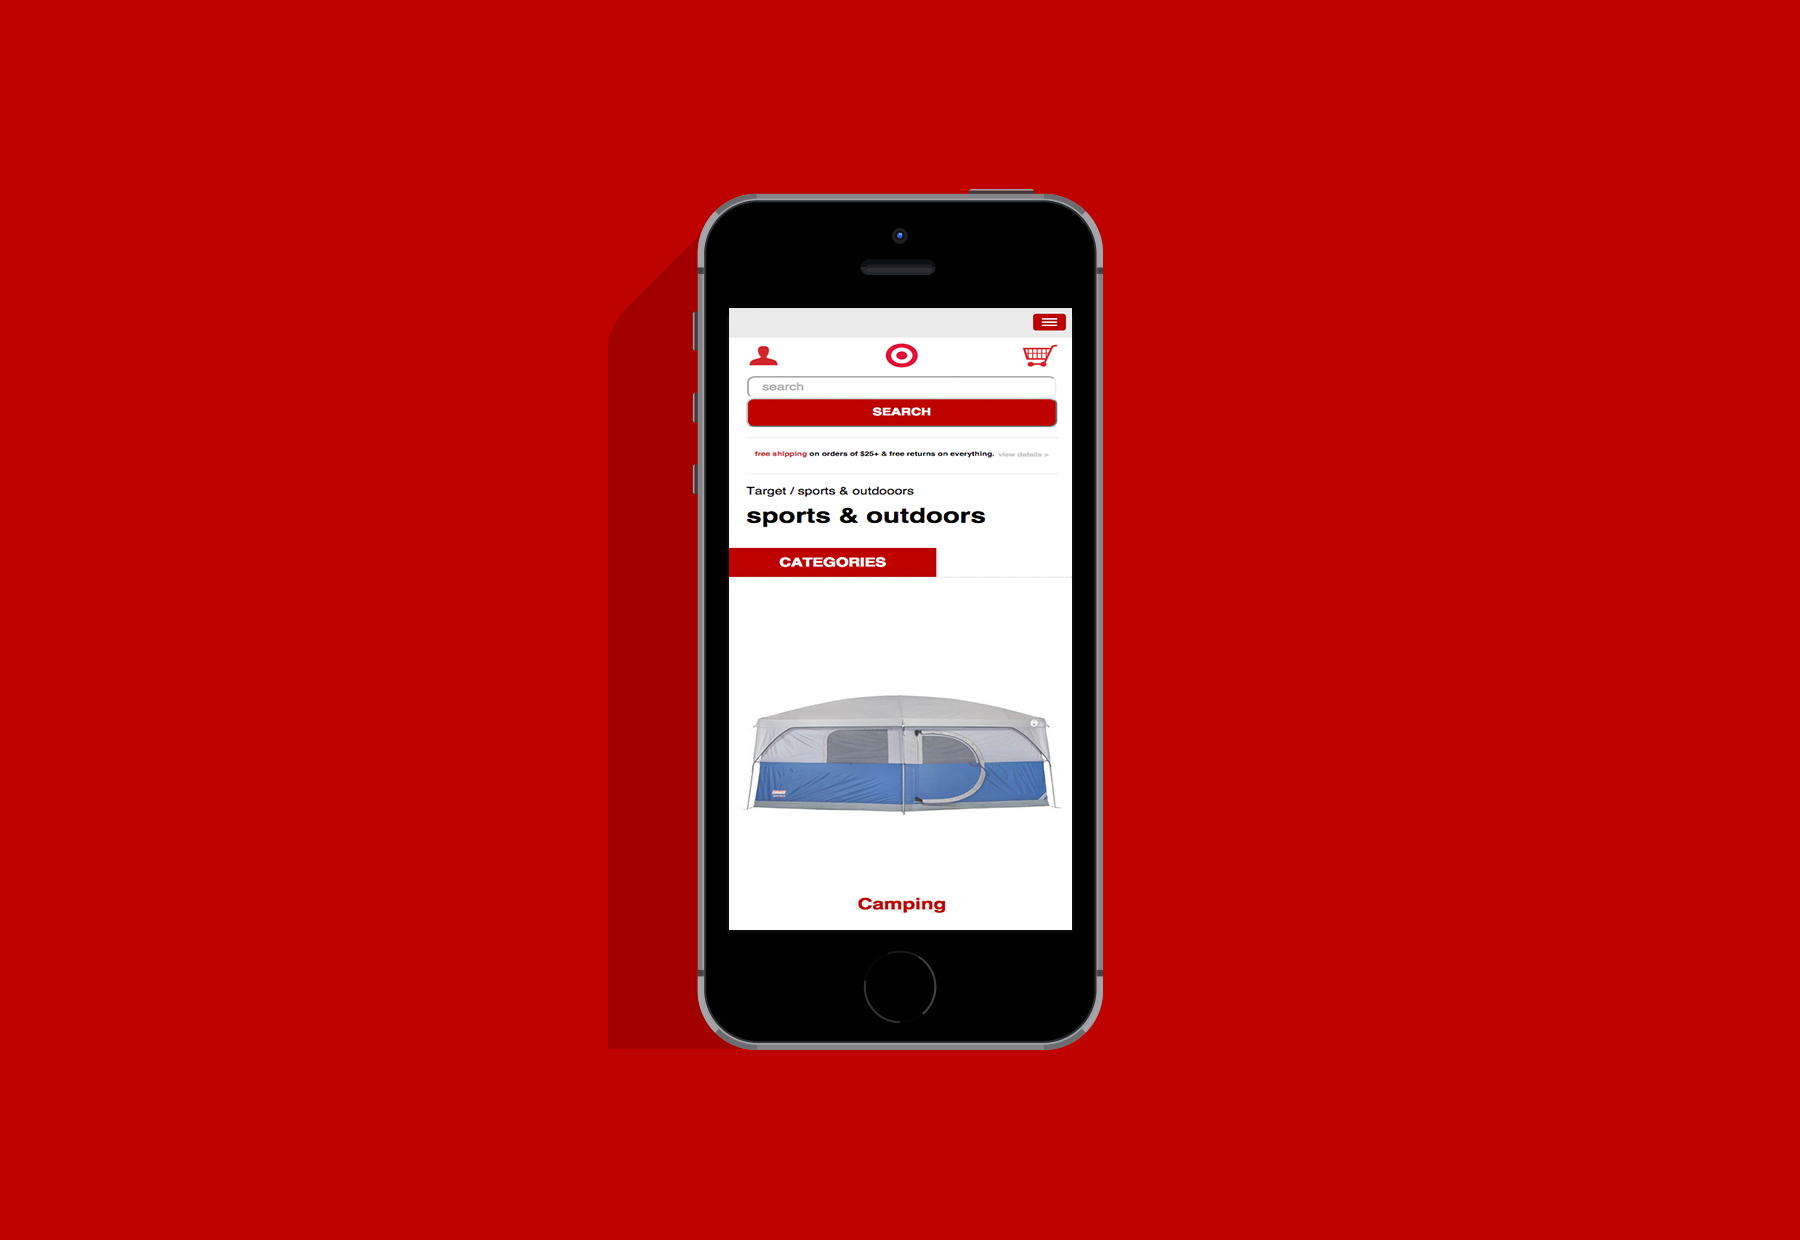 search
SEARCH
free shipping on orders of $25+ & free returns on everything. view details >
Target / sports & outdooors
sports & outdoors
CATEGORIES
Camping